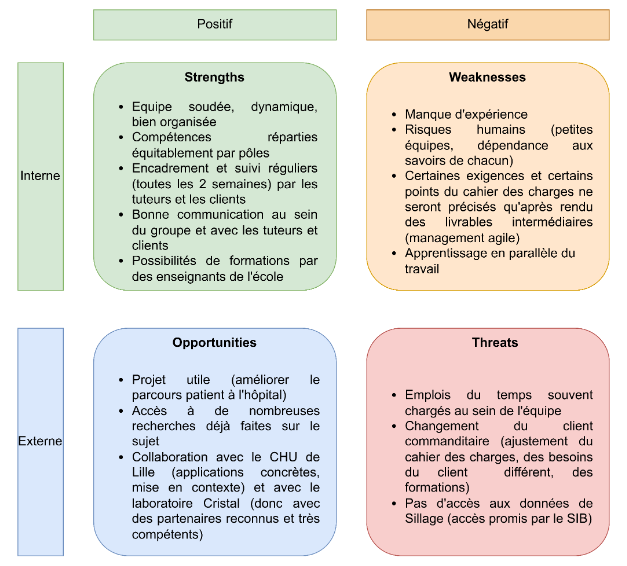 Positif
Négatif
Interne
Strengths
• Equipe soudée, dynamique,
bien organisée
• Compétences réparties
équitablement par pôles
• Encadrement et suivi réguliers
(toutes les 2 semaines) par les
tuteurs et les clients
• Bonne communication au sein
du groupe et avec les tuteurs et
clients
• Possibilités de formations par
des enseignants de l'école
Weaknesses
• Manque d'expérience
• Risques humains (petites
équipes, dépendance aux
savoirs de chacun)
• Certaines exigences et certains
points du cahier des charges ne
seront précisés qu'après rendu
des livrables intermédiaires
(management agile)
• Apprentissage en parallèle du
travail
Externe
Opportunities
• Projet utile (améliorer le
parcours patient à l'hôpital)
• Accès à de nombreuses
recherches déjà faites sur le
sujet
• Collaboration avec le CHU de
Lille (applications concrètes,
mise en contexte) et avec le
laboratoire Cristal (donc avec
des partenaires reconnus et très
compétents)
Threats
• Emplois du temps souvent
chargés au sein de l'équipe
• Changement du client
commanditaire (ajustement du
cahier des charges, des besoins
du client différent, des
formations)
• Pas d'accès aux données de
Sillage (accès promis par le SIB)